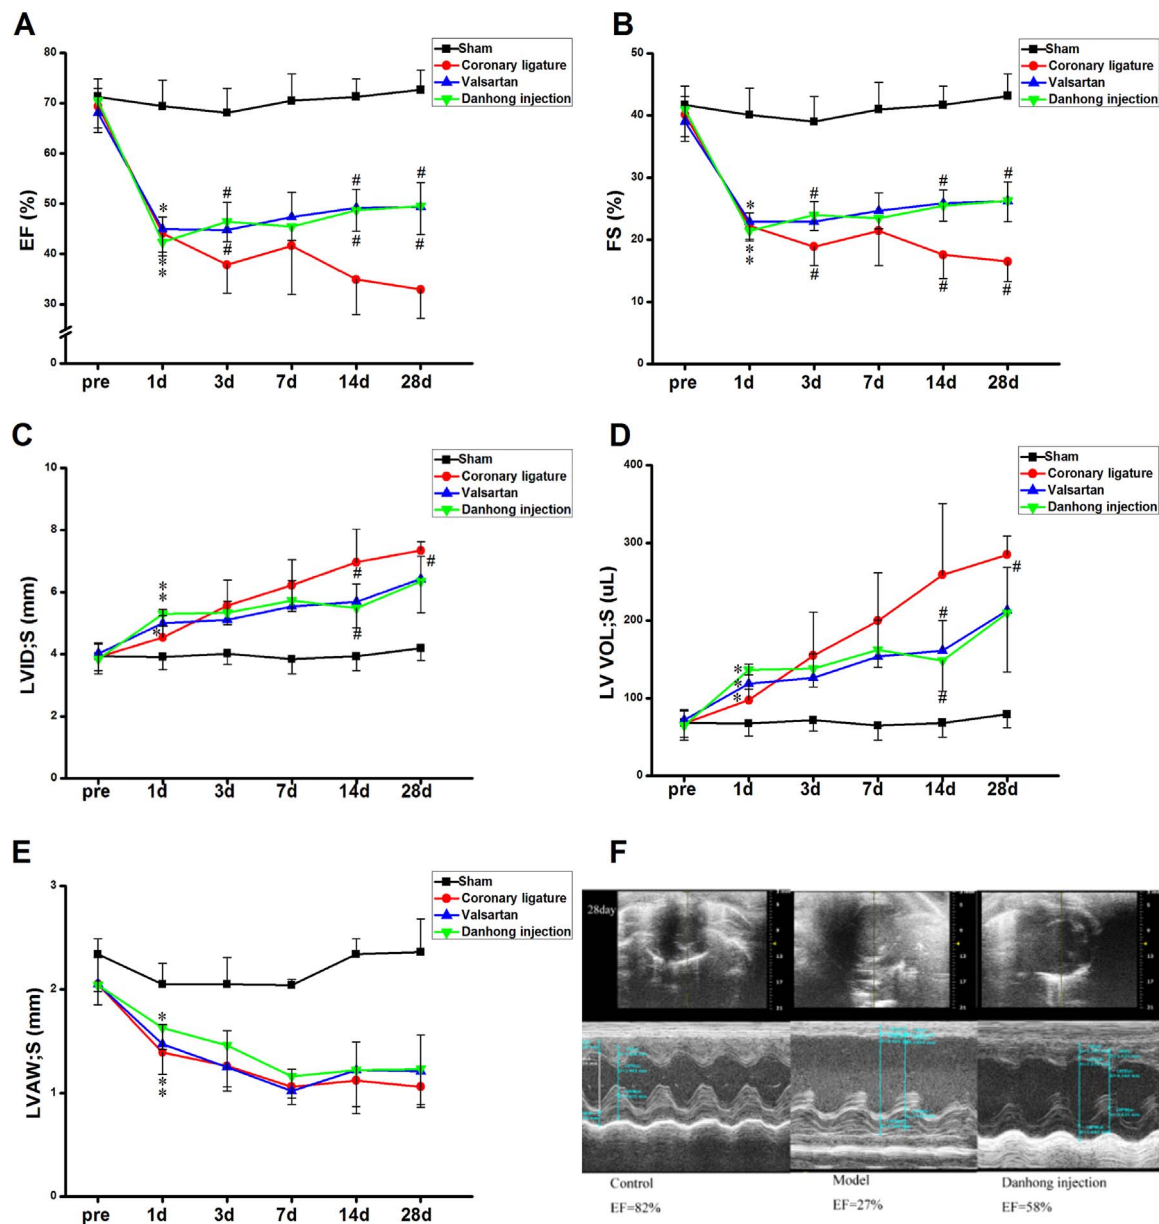 A
EF (%)
80
70
60
50
40
30
0
pre 1d 3d 7d 14d 28d
Sham
Coronary ligature
Valsartan
Danhong injection
*
*
*
# # #
# # #
B
FS (%)
50
40
30
20
10
0
pre 1d 3d 7d 14d 28d
Sham
Coronary ligature
Valsartan
Danhong injection
*
*
*
# # #
# # #
C
LVID;S (mm)
10
8
6
4
2
0
pre 1d 3d 7d 14d 28d
Sham
Coronary ligature
Valsartan
Danhong injection
*
*
*
# #
#
D
LV VOL;S (uL)
400
300
200
100
0
pre 1d 3d 7d 14d 28d
Sham
Coronary ligature
Valsartan
Danhong injection
*
*
*
# #
#
E
LVAW;S (mm)
3
2
1
0
pre 1d 3d 7d 14d 28d
Sham
Coronary ligature
Valsartan
Danhong injection
*
*
*
F
28day
Control Model Danhong injection
EF=82% EF=27% EF=58%